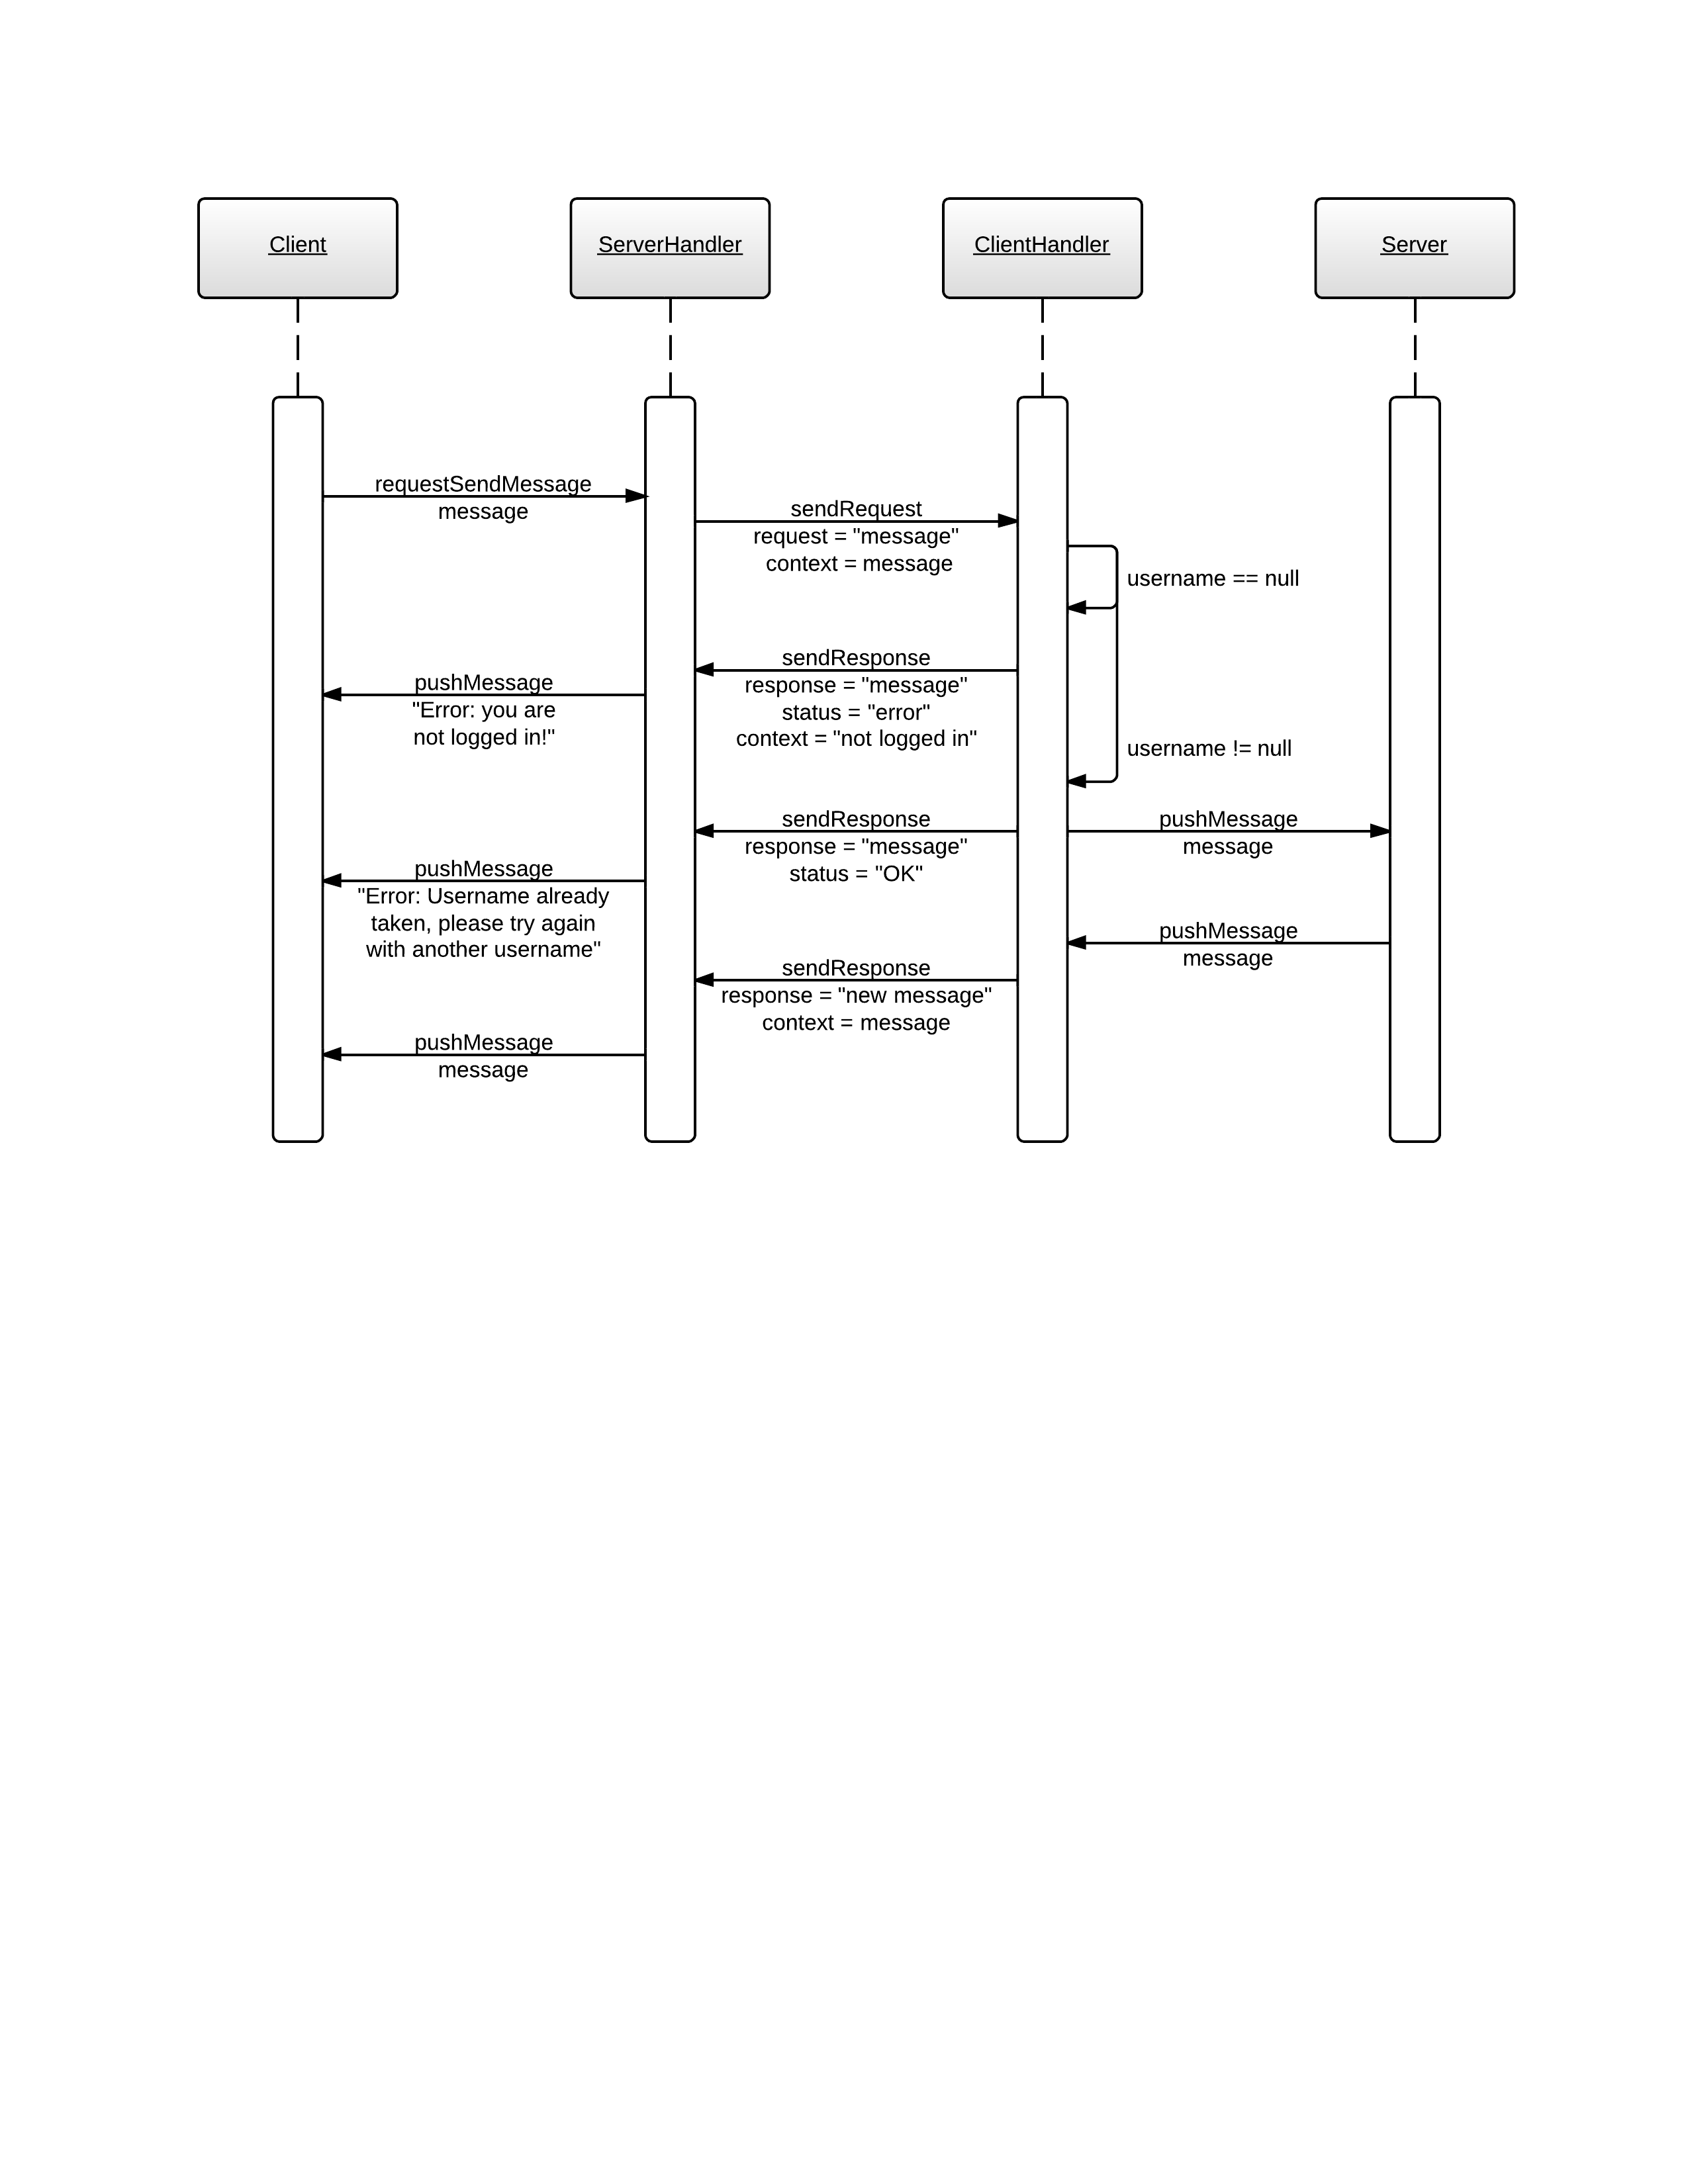 Client
ServerHandler
ClientHandler
Server
requestSendMessage
message
sendRequest
request = "message"
context = message
username == null
sendResponse
response = "message"
status = "error"
context = "not logged in"
pushMessage
"Error: you are
not logged in!"
username != null
sendResponse
response = "message"
status = "OK"
pushMessage
message
pushMessage
"Error: Username already
taken, please try again
with another username"
pushMessage
message
sendResponse
response = "new message"
context = message
pushMessage
message